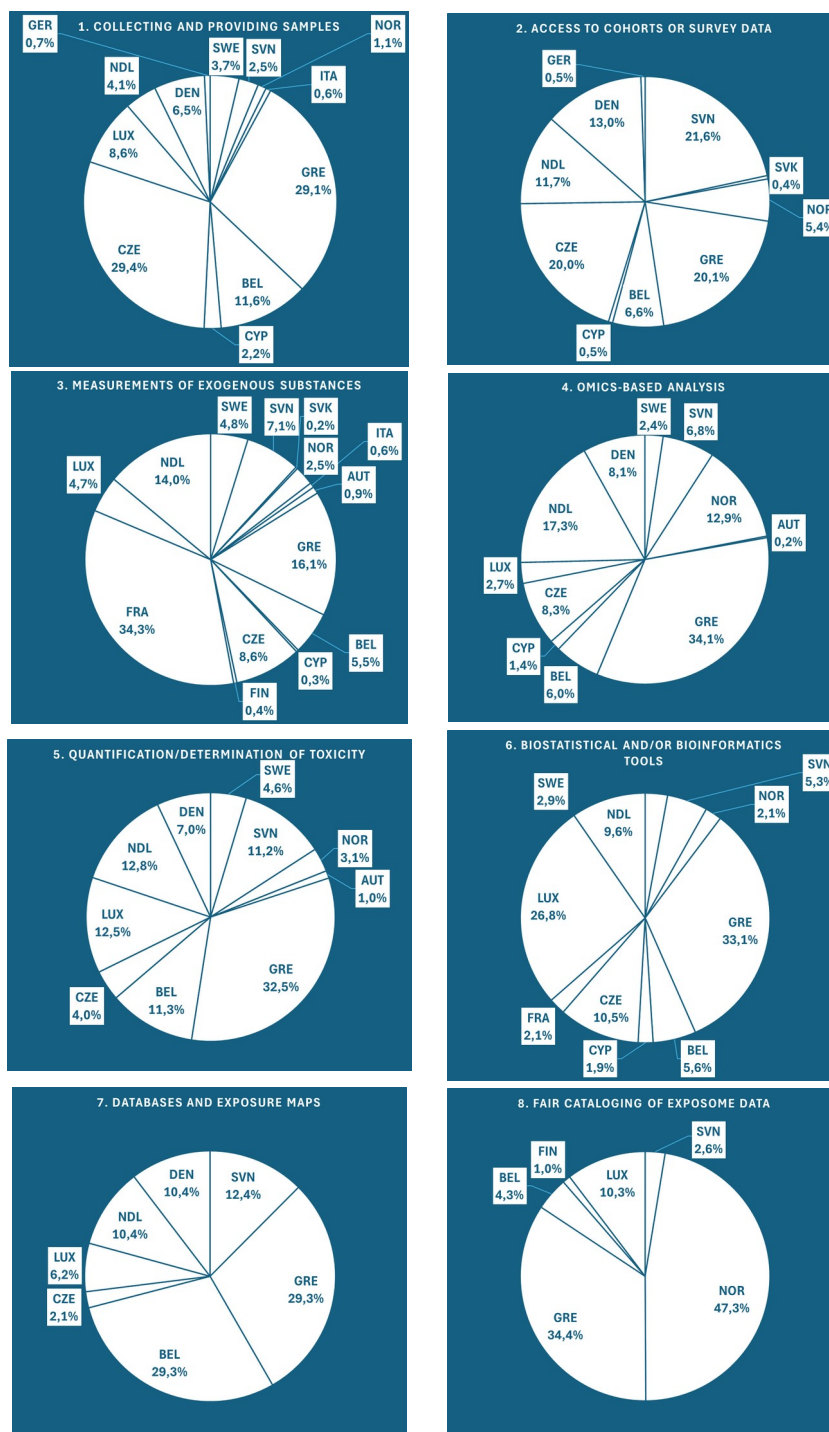 1. COLLECTING AND PROVIDING SAMPLES
GER
0,7%
SWE
3,7%
SVN
2,5%
NOR
1,1%
ITA
0,6%
GRE
29,1%
BEL
11,6%
CYP
2,2%
CZE
29,4%
LUX
8,6%
NDL
4,1%
DEN
6,5%
2. ACCESS TO COHORTS OR SURVEY DATA
GER
0,5%
SVN
21,6%
SVK
0,4%
NOR
5,4%
GRE
20,1%
BEL
6,6%
CYP
0,5%
CZE
20,0%
NDL
11,7%
DEN
13,0%
3. MEASUREMENTS OF EXOGENOUS SUBSTANCES
SWE
4,8%
SVN
7,1%
SVK
0,2%
NOR
2,5%
ITA
0,6%
AUT
0,9%
GRE
16,1%
BEL
5,5%
CYP
0,3%
CZE
8,6%
FIN
0,4%
FRA
34,3%
LUX
4,7%
NDL
14,0%
4. OMICS-BASED ANALYSIS
SWE
2,4%
SVN
6,8%
NOR
12,9%
AUT
0,2%
GRE
34,1%
BEL
6,0%
CYP
1,4%
CZE
8,3%
LUX
2,7%
NDL
17,3%
DEN
8,1%
5. QUANTIFICATION/DETERMINATION OF TOXICITY
SWE
4,6%
SVN
11,2%
NOR
3,1%
AUT
1,0%
GRE
32,5%
BEL
11,3%
CZE
4,0%
LUX
12,5%
NDL
12,8%
DEN
7,0%
6. BIOSTATISTICAL AND/OR BIOINFORMATICS
TOOLS
SWE
2,9%
SVN
5,3%
NOR
2,1%
GRE
33,1%
BEL
5,6%
CYP
1,9%
CZE
10,5%
FRA
2,1%
LUX
26,8%
NDL
9,6%
7. DATABASES AND EXPOSURE MAPS
SVN
12,4%
GRE
29,3%
BEL
29,3%
CZE
2,1%
LUX
6,2%
NDL
10,4%
DEN
10,4%
8. FAIR CATALOGING OF EXPOSOME DATA
SVN
2,6%
NOR
47,3%
GRE
34,4%
BEL
4,3%
FIN
1,0%
LUX
10,3%